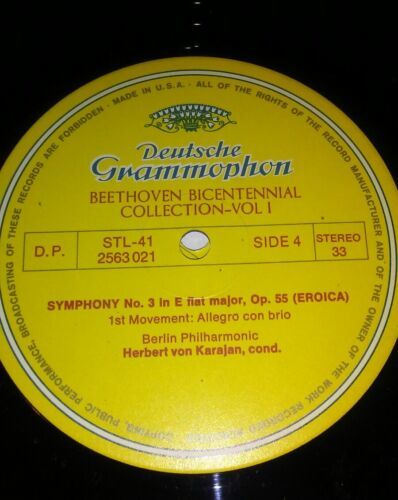 MADE IN U.S.A. - ALL OF THE RIGHTS OF THE RECORD MANUFACTURER AND OF THE OWNER OF THE WORK RECORDED RESERVED - COPYING, PUBLIC PERFORMANCE, BROADCASTING OF THESE RECORDS ARE FORBIDDEN -
Deutsche
Grammophon
BEETHOVEN BICENTENNIAL
COLLECTION-VOL I
D.P. STL-41 SIDE 4 STEREO
2563 021 33
SYMPHONY No. 3 in E flat major, Op. 55 (EROICA)
1st Movement: Allegro con brio
Berlin Philharmonic
Herbert von Karajan, cond.